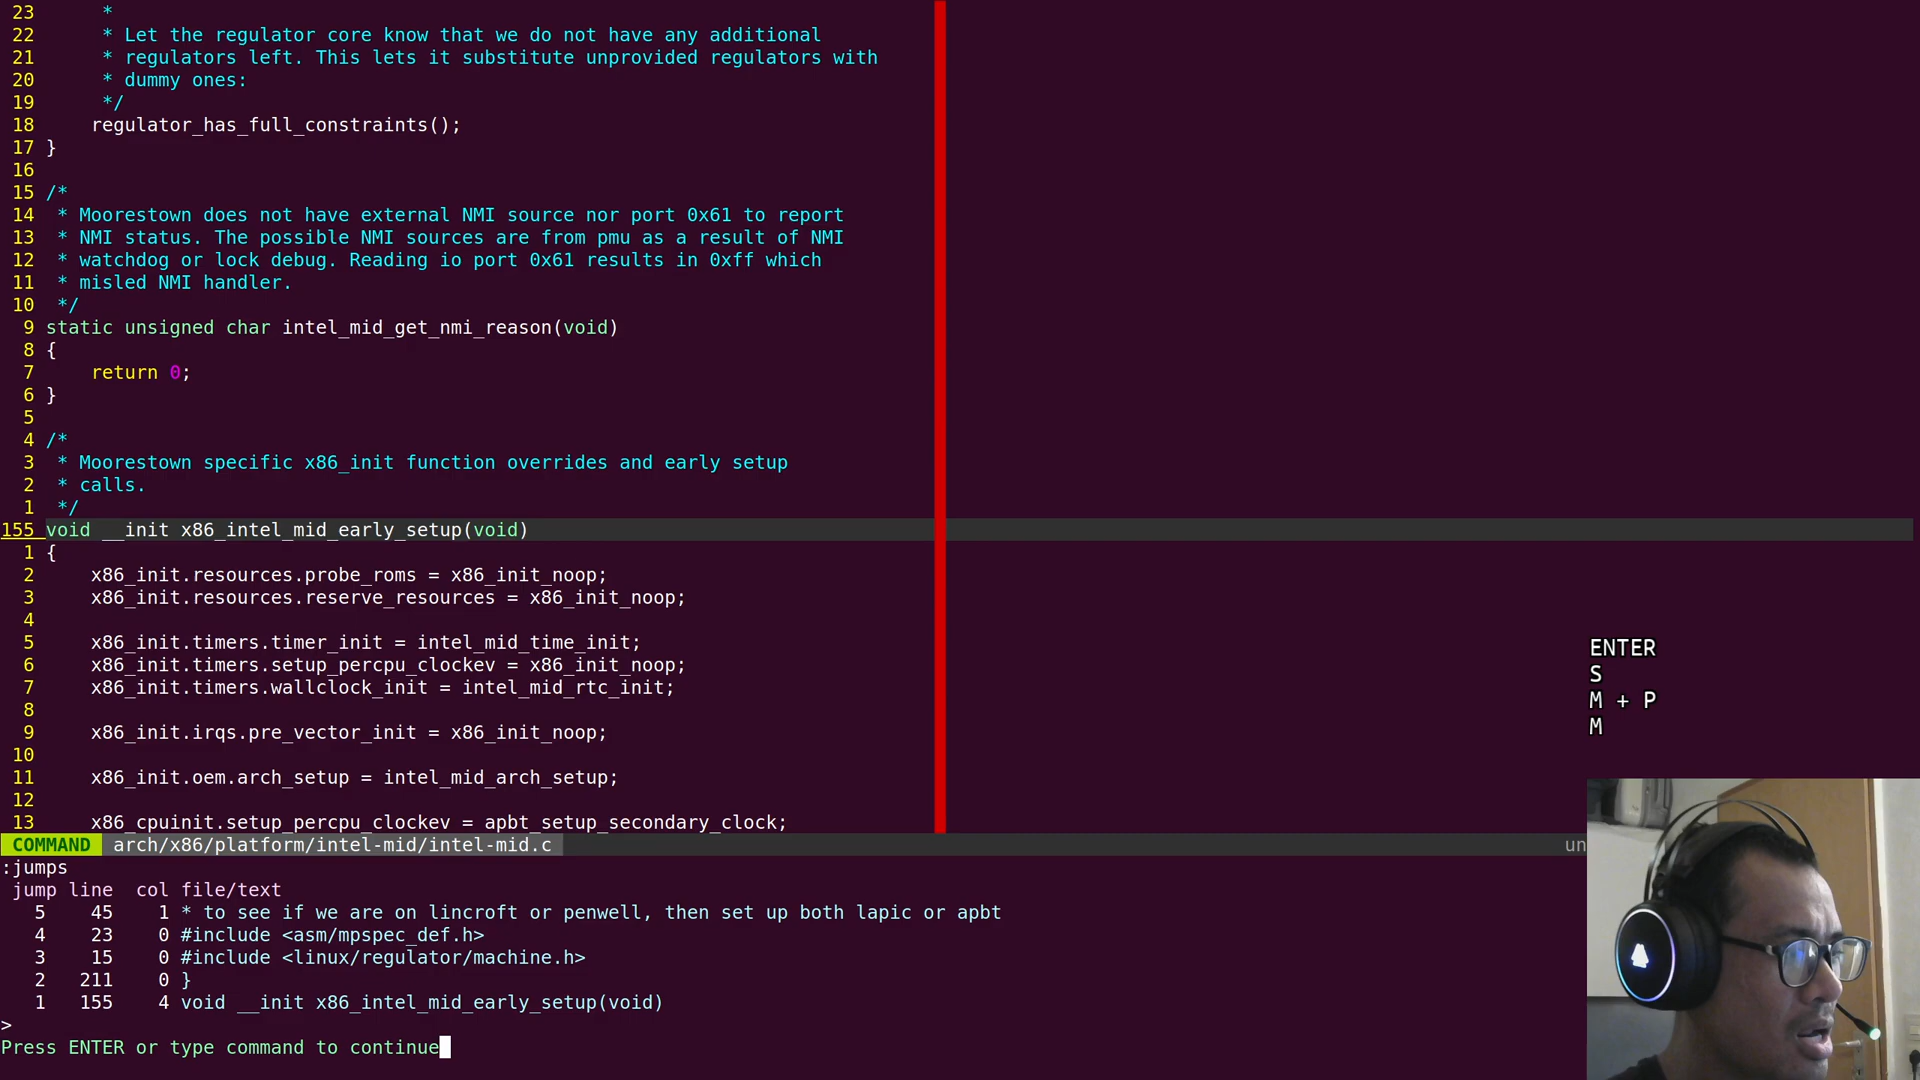 23      *
22      * Let the regulator core know that we do not have any additional
21      * regulators left. This lets it substitute unprovided regulators with
20      * dummy ones:
19      */
18     regulator_has_full_constraints();
17 }
16
15 /*
14  * Moorestown does not have external NMI source nor port 0x61 to report
13  * NMI status. The possible NMI sources are from pmu as a result of NMI
12  * watchdog or lock debug. Reading io port 0x61 results in 0xff which
11  * misled NMI handler.
10  */
9 static unsigned char intel_mid_get_nmi_reason(void)
8 {
7     return 0;
6 }
5
4 /*
3  * Moorestown specific x86_init function overrides and early setup
2  * calls.
1  */
155 void __init x86_intel_mid_early_setup(void)
1 {
2     x86_init.resources.probe_roms = x86_init_noop;
3     x86_init.resources.reserve_resources = x86_init_noop;
4
5     x86_init.timers.timer_init = intel_mid_time_init;
6     x86_init.timers.setup_percpu_clockev = x86_init_noop;
7     x86_init.timers.wallclock_init = intel_mid_rtc_init;
8
9     x86_init.irqs.pre_vector_init = x86_init_noop;
10
11     x86_init.oem.arch_setup = intel_mid_arch_setup;
12
13     x86_cpuinit.setup_percpu_clockev = apbt_setup_secondary_clock;
ENTER
S
M + P
M
COMMAND arch/x86/platform/intel-mid/intel-mid.c un
:jumps
jump line  col file/text
5   45    1 * to see if we are on lincroft or penwell, then set up both lapic or apbt
4   23    0 #include <asm/mpspec_def.h>
3   15    0 #include <linux/regulator/machine.h>
2  211    0 }
1  155    4 void __init x86_intel_mid_early_setup(void)
>
Press ENTER or type command to continue